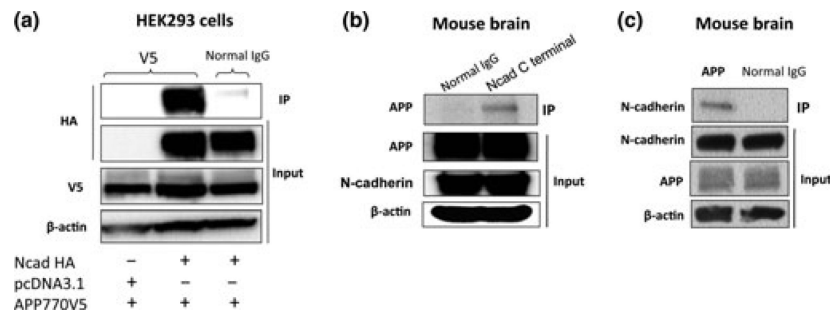 (a)
HEK293 cells
V5
Normal IgG
HA
IP
V5
Input
β-actin
Ncad HA – + +
pcDNA3.1 + – –
APP770V5 + + +
(b)
Mouse brain
Normal IgG
Ncad C terminal
APP
IP
APP
N-cadherin
Input
β-actin
(c)
Mouse brain
APP
Normal IgG
N-cadherin
IP
N-cadherin
APP
Input
β-actin